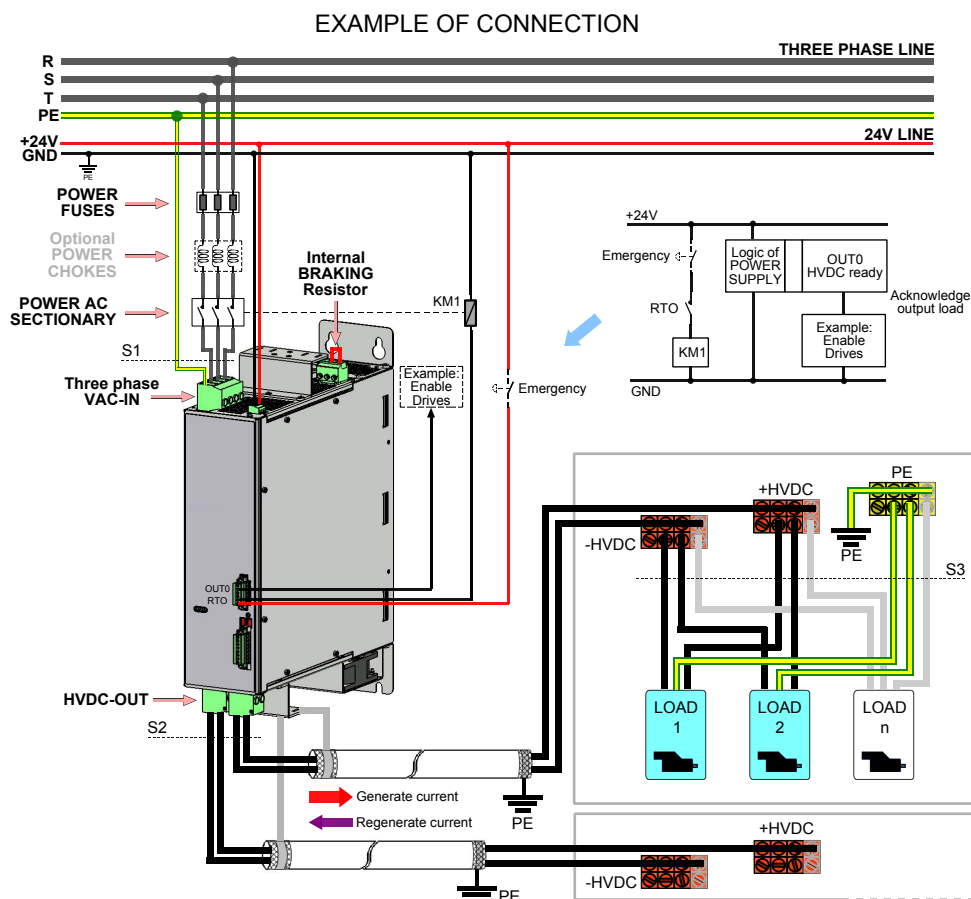 EXAMPLE OF CONNECTION
THREE PHASE LINE
R
S
T
PE
+24V
24V LINE
GND
PE
POWER
FUSES
Optional
POWER
CHOKES
POWER AC
SECTIONARY
S1
Three phase
VAC-IN
Internal
BRAKING
Resistor
KM1
Example:
Enable
Drives
Emergency
+24V
Emergency
RTO
KM1
GND
Logic of
POWER
SUPPLY
OUT0
HVDC ready
Acknowledge
output load
Example:
Enable
Drives
OUT0
RTO
HVDC-OUT
S2
+HVDC
PE
-HVDC
PE
S3
LOAD
1
LOAD
2
LOAD
n
Generate current
Regenerate current
PE
+HVDC
-HVDC
PE